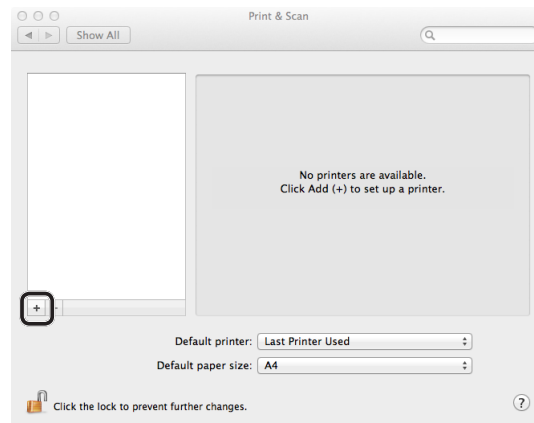 Print & Scan
Show All
No printers are available.
Click Add (+) to set up a printer.
+ -
Default printer: Last Printer Used
Default paper size: A4
Click the lock to prevent further changes.
?